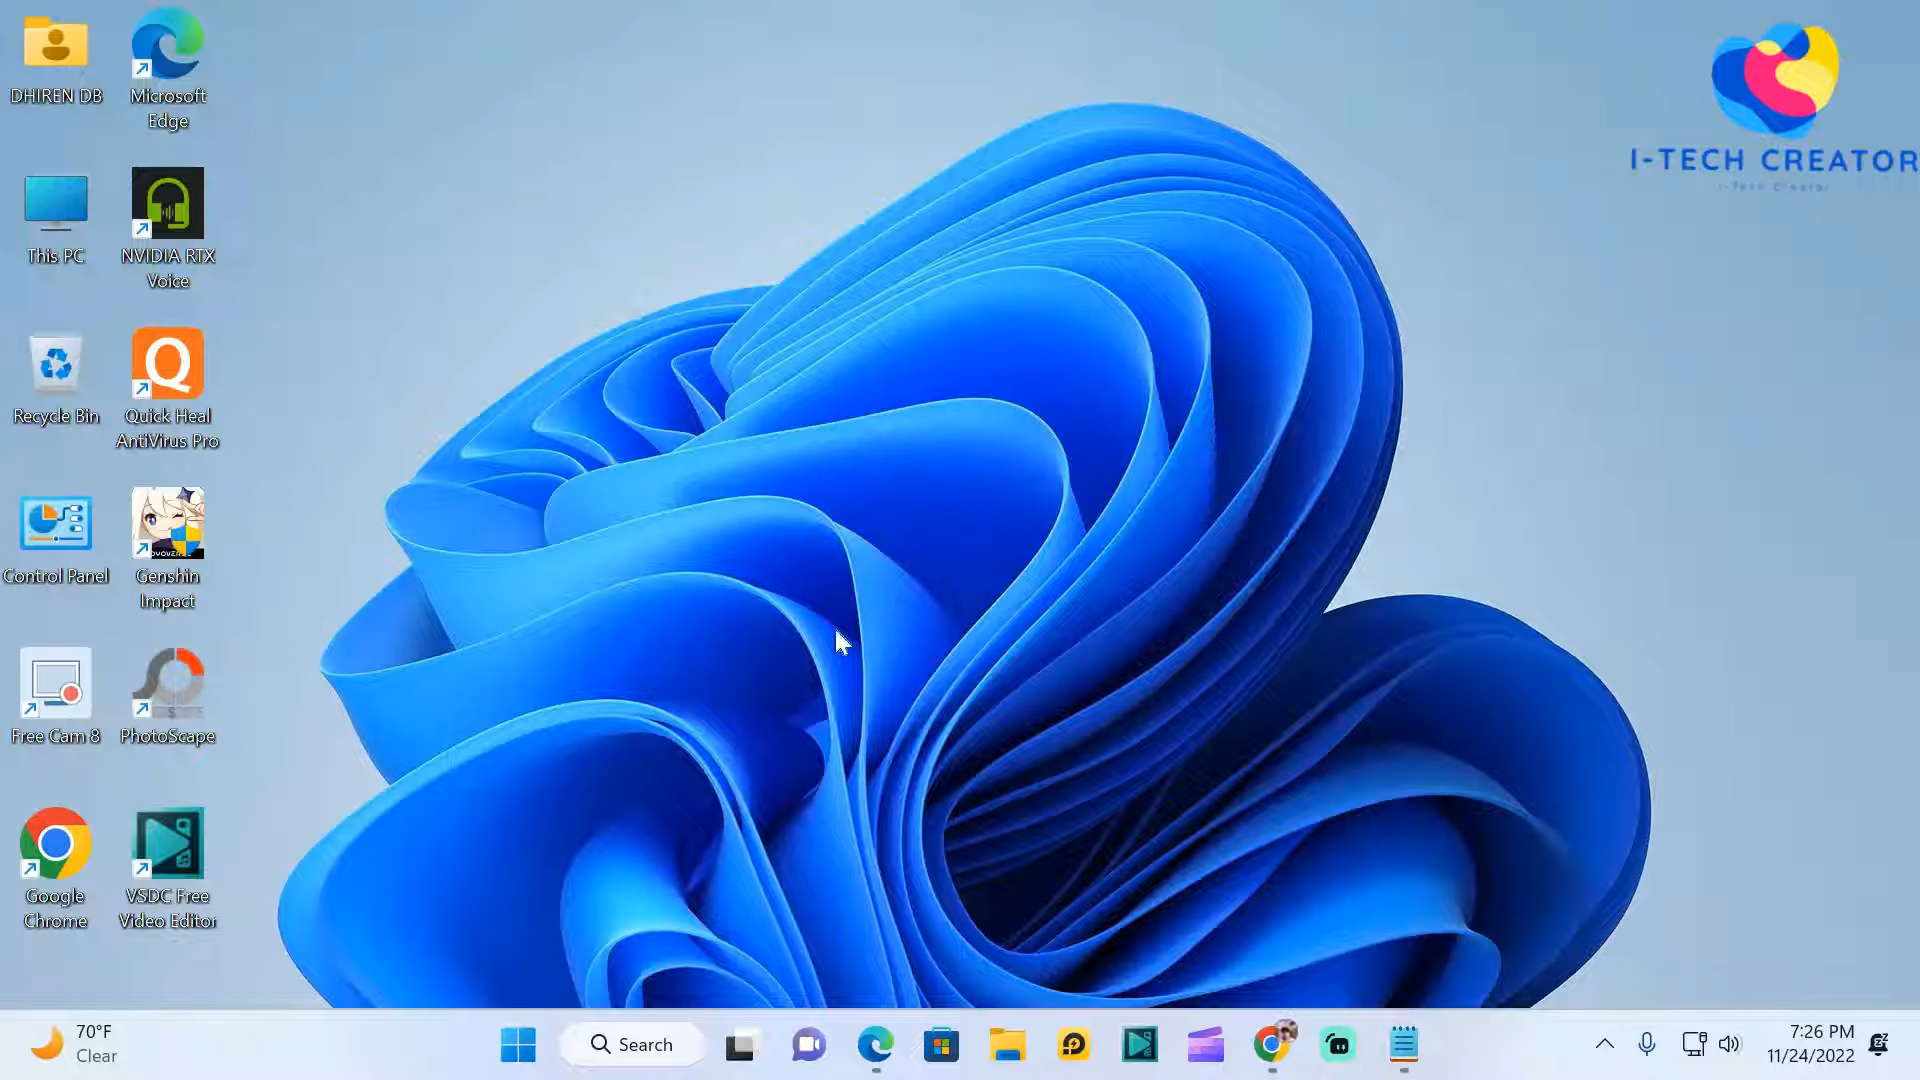 DHIREN DB
Microsoft
Edge
I-TECH CREATOR
I-Tech Creator
This PC
NVIDIA RTX
Voice
Recycle Bin
Quick Heal
AntiVirus Pro
Control Panel
Genshin
Impact
Free Cam 8
PhotoScape
Google
Chrome
VSDC Free
Video Editor
70°F
Clear
Search
7:26 PM
11/24/2022